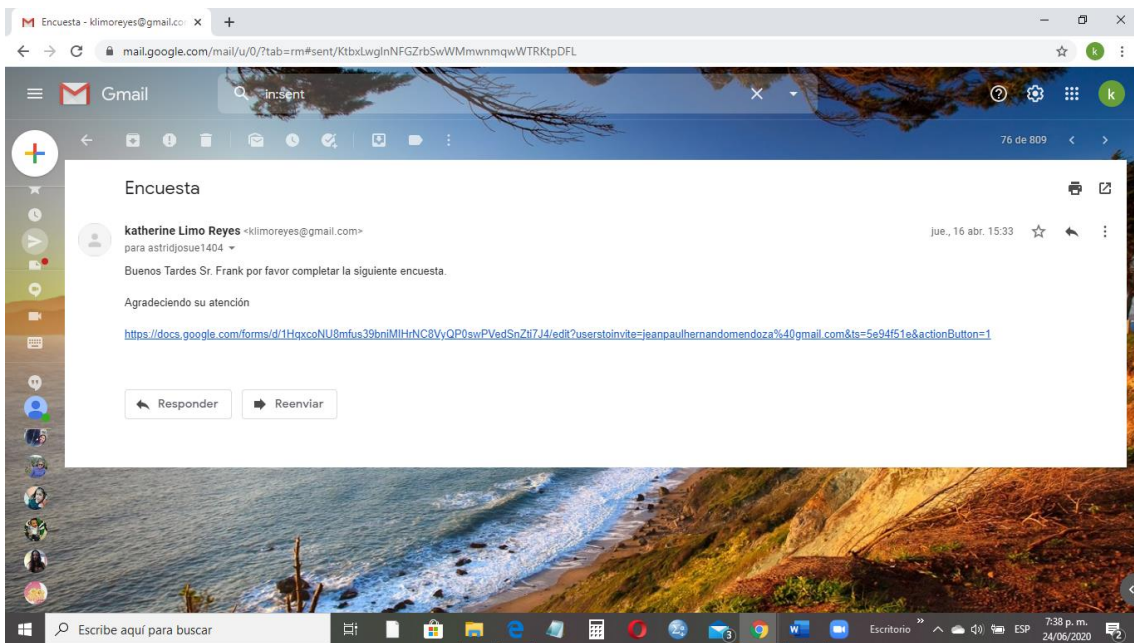 Encuesta - klimoreyes@gmail.co
mail.google.com/mail/u/0/?tab=rm#sent/KtbxLwgInNFGZrbSwWMmwnmqwWTRKtpDFL
k
Gmail
in:sent
k
76 de 809
Encuesta
katherine Limo Reyes <klimoreyes@gmail.com>
jue., 16 abr. 15:33
para astridjosue1404
Buenos Tardes Sr. Frank por favor completar la siguiente encuesta.
Agradeciendo su atención
https://docs.google.com/forms/d/1HqxcoNU8mfus39bniMIHrNC8VyQP0swPVedSnZti7J4/edit?userstoinvite=jeanpaulhernandomendoza%40gmail.com&ts=5e94f51e&actionButton=1
Responder
Reenviar
Escribe aquí para buscar
3
Escritorio
ESP
7:38 p. m.
24/06/2020
2